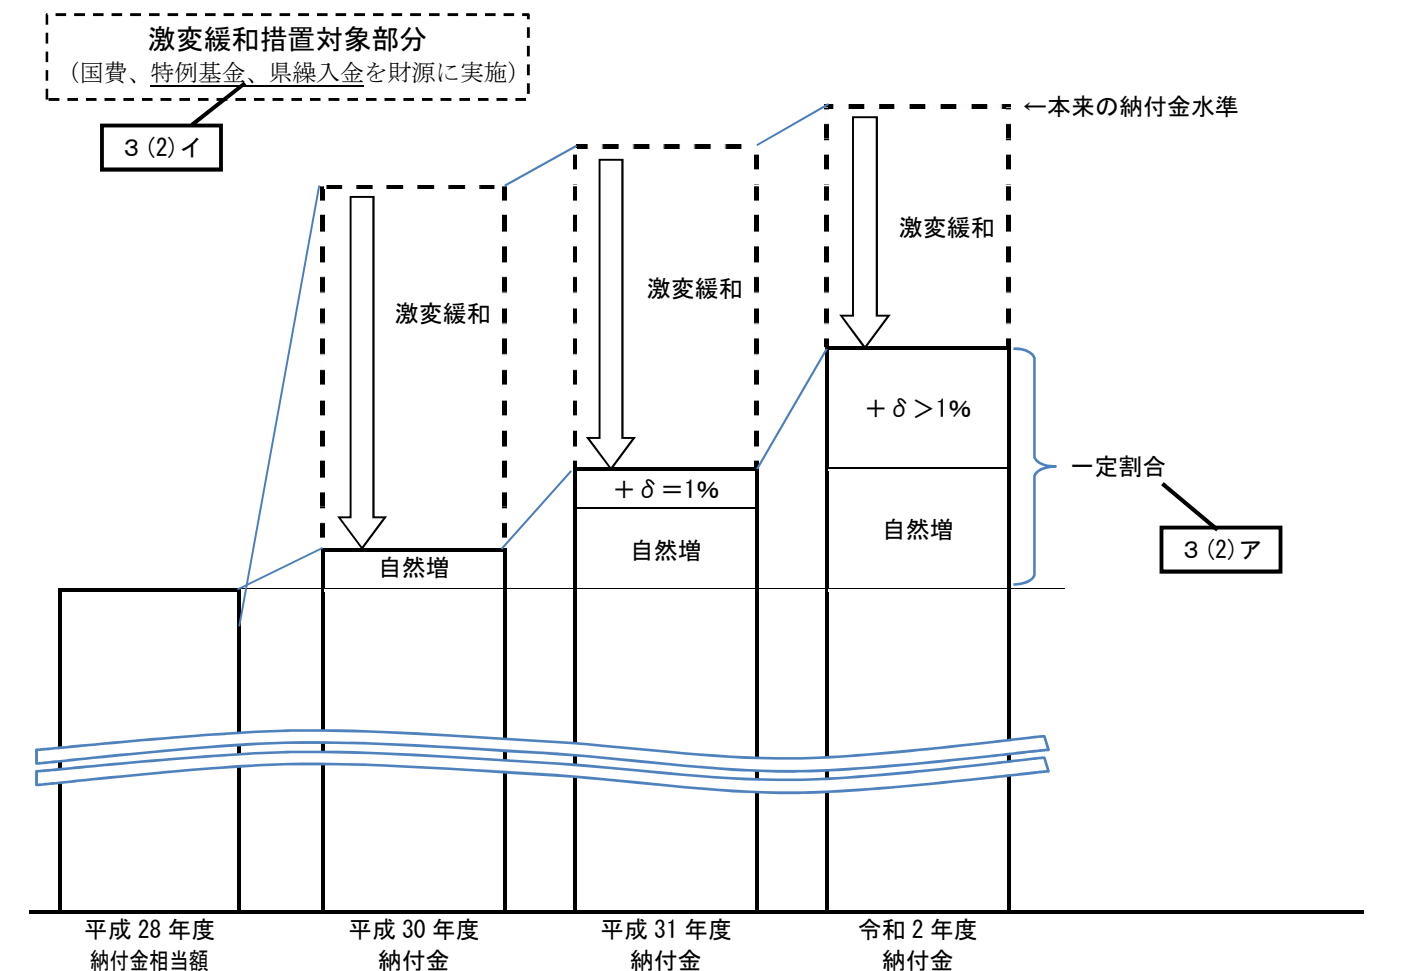 激変緩和措置対象部分
（国費、特例基金、県繰入金を財源に実施）
３(2)イ
←本来の納付金水準
激変緩和
激変緩和
激変緩和
＋δ＞1%
＋δ＝1%
一定割合
自然増
自然増
自然増
３(2)ア
平成 28 年度
納付金相当額
平成 30 年度
納付金
平成 31 年度
納付金
令和 2 年度
納付金